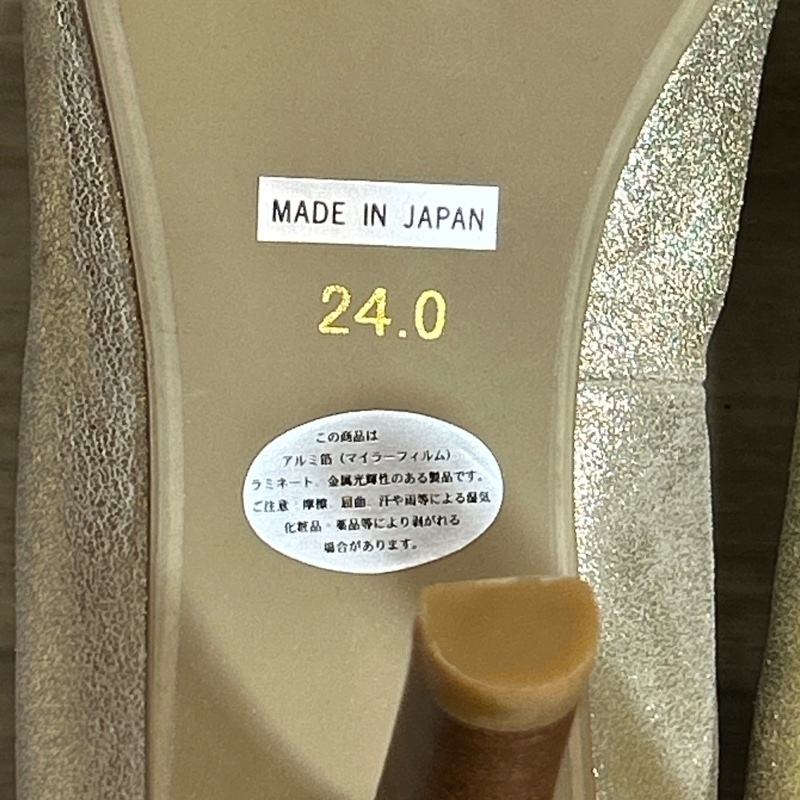 MADE IN JAPAN
24.0
この商品は
アルミ箔（マイラーフィルム）
ラミネート、金属光輝性のある製品です。
ご注意 摩擦、屈曲、汗や雨等による湿気
化粧品・薬品等により剥がれる
場合があります。